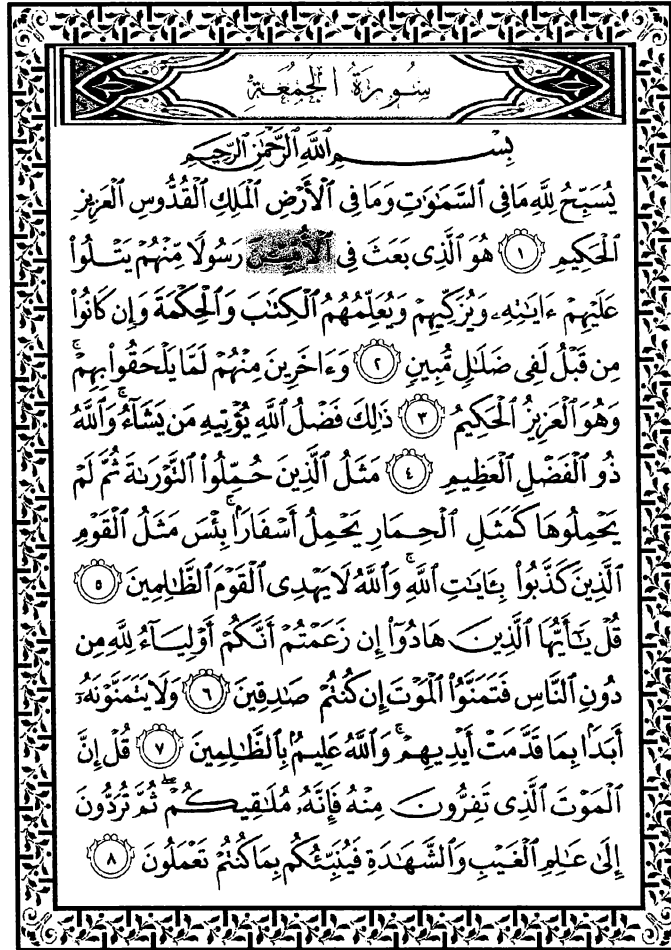 سُورَةُ الجُمُعَةِ
بِسْمِ اللَّهِ الرَّحْمَٰنِ الرَّحِيمِ
يُسَبِّحُ لِلَّهِ مَا فِى ٱلسَّمَٰوَٰتِ وَمَا فِى ٱلْأَرْضِ ٱلْمَلِكِ ٱلْقُدُّوسِ ٱلْعَزِيزِ
ٱلْحَكِيمِ ١ هُوَ ٱلَّذِى بَعَثَ فِى ٱلْأُمِّيِّۦنَ رَسُولًا مِّنْهُمْ يَتْلُوا۟
عَلَيْهِمْ ءَايَٰتِهِۦ وَيُزَكِّيهِمْ وَيُعَلِّمُهُمُ ٱلْكِتَٰبَ وَٱلْحِكْمَةَ وَإِن كَانُوا۟
مِن قَبْلُ لَفِى ضَلَٰلٍ مُّبِينٍ ٢ وَءَاخَرِينَ مِنْهُمْ لَمَّا يَلْحَقُوا۟ بِهِمْ ۚ
وَهُوَ ٱلْعَزِيزُ ٱلْحَكِيمُ ٣ ذَٰلِكَ فَضْلُ ٱللَّهِ يُؤْتِيهِ مَن يَشَآءُ ۚ وَٱللَّهُ
ذُو ٱلْفَضْلِ ٱلْعَظِيمِ ٤ مَثَلُ ٱلَّذِينَ حُمِّلُوا۟ ٱلتَّوْرَىٰةَ ثُمَّ لَمْ
يَحْمِلُوهَا كَمَثَلِ ٱلْحِمَارِ يَحْمِلُ أَسْفَارًۢا ۚ بِئْسَ مَثَلُ ٱلْقَوْمِ
ٱلَّذِينَ كَذَّبُوا۟ بِـَٔايَٰتِ ٱللَّهِ ۚ وَٱللَّهُ لَا يَهْدِى ٱلْقَوْمَ ٱلظَّٰلِمِينَ ٥
قُلْ يَٰٓأَيُّهَا ٱلَّذِينَ هَادُوٓا۟ إِن زَعَمْتُمْ أَنَّكُمْ أَوْلِيَآءُ لِلَّهِ مِن
دُونِ ٱلنَّاسِ فَتَمَنَّوُا۟ ٱلْمَوْتَ إِن كُنتُمْ صَٰدِقِينَ ٦ وَلَا يَتَمَنَّوْنَهُۥٓ
أَبَدًۢا بِمَا قَدَّمَتْ أَيْدِيهِمْ ۚ وَٱللَّهُ عَلِيمٌۢ بِٱلظَّٰلِمِينَ ٧ قُلْ إِنَّ
ٱلْمَوْتَ ٱلَّذِى تَفِرُّونَ مِنْهُ فَإِنَّهُۥ مُلَٰقِيكُمْ ۖ ثُمَّ تُرَدُّونَ
إِلَىٰ عَٰلِمِ ٱلْغَيْبِ وَٱلشَّهَٰدَةِ فَيُنَبِّئُكُم بِمَا كُنتُمْ تَعْمَلُونَ ٨